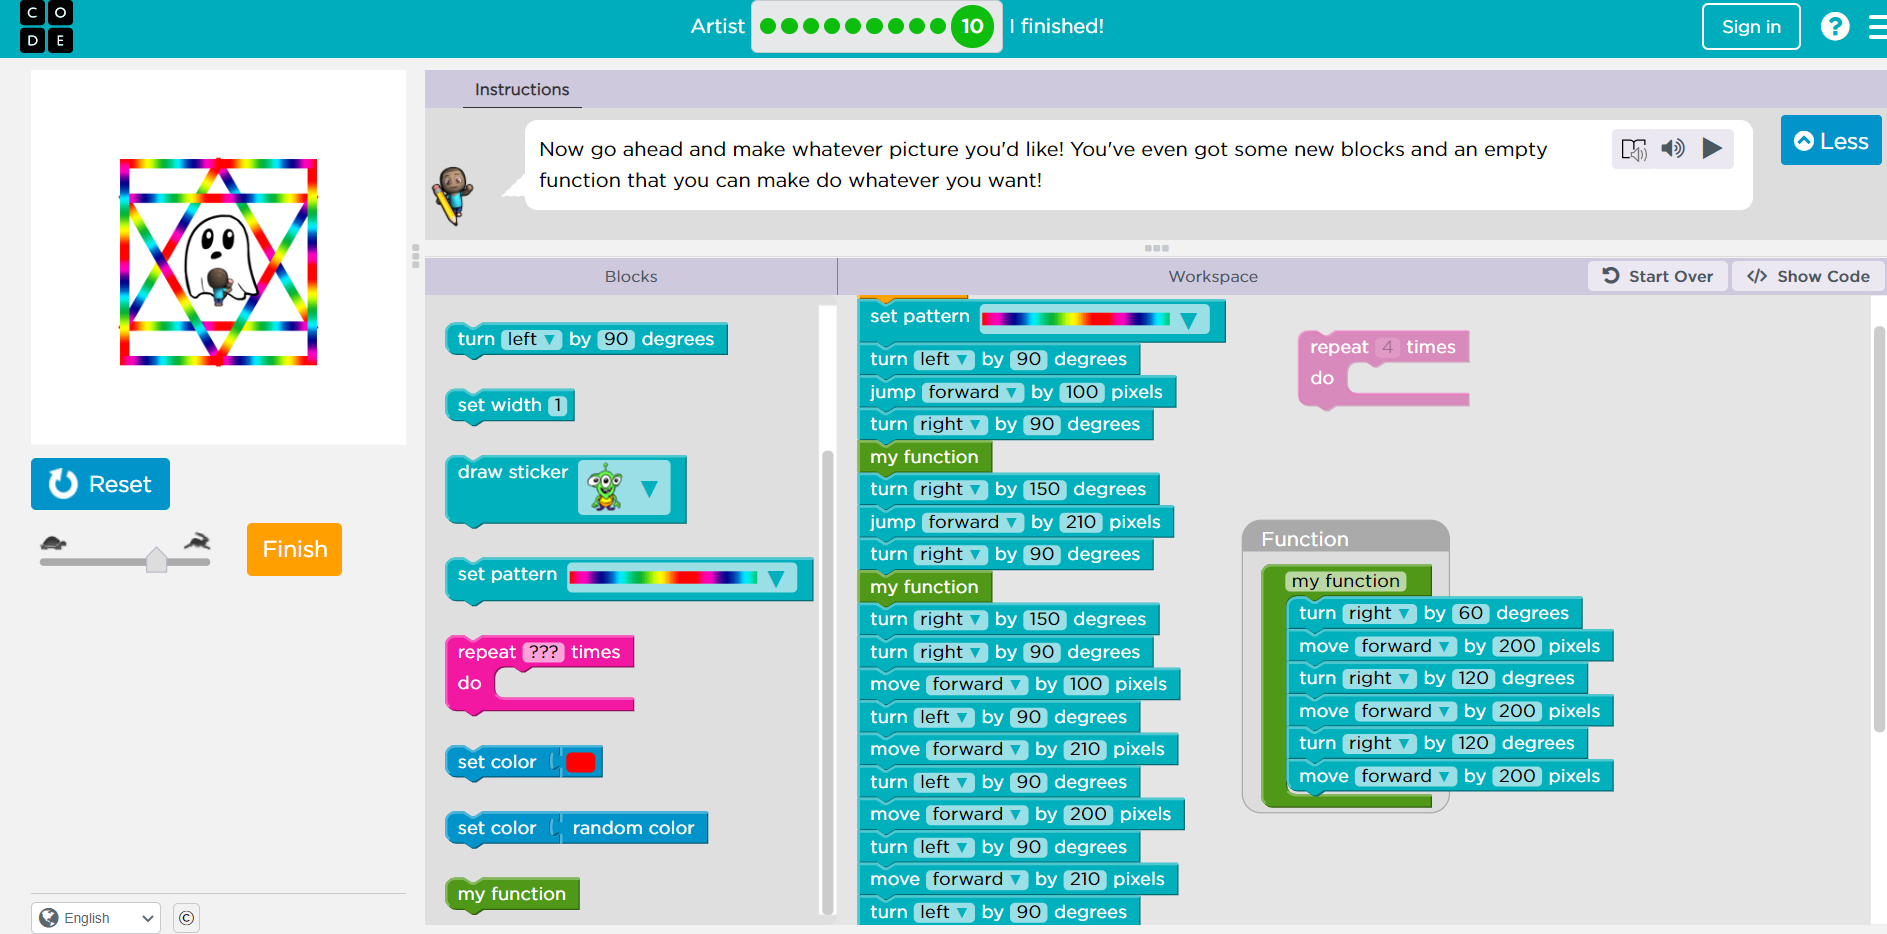 C O
D E
Artist
10
I finished!
Sign in
?
Instructions
Now go ahead and make whatever picture you'd like! You've even got some new blocks and an empty
function that you can make do whatever you want!
Less
Blocks
Workspace
Start Over
</> Show Code
Reset
Finish
English
©
turn left by 90 degrees
set width 1
draw sticker
set pattern
repeat ??? times
do
set color
set color random color
my function
set pattern
turn left by 90 degrees
jump forward by 100 pixels
turn right by 90 degrees
my function
turn right by 150 degrees
jump forward by 210 pixels
turn right by 90 degrees
my function
turn right by 150 degrees
turn right by 90 degrees
move forward by 100 pixels
turn left by 90 degrees
move forward by 210 pixels
turn left by 90 degrees
move forward by 200 pixels
turn left by 90 degrees
move forward by 210 pixels
turn left by 90 degrees
repeat 4 times
do
Function
my function
turn right by 60 degrees
move forward by 200 pixels
turn right by 120 degrees
move forward by 200 pixels
turn right by 120 degrees
move forward by 200 pixels